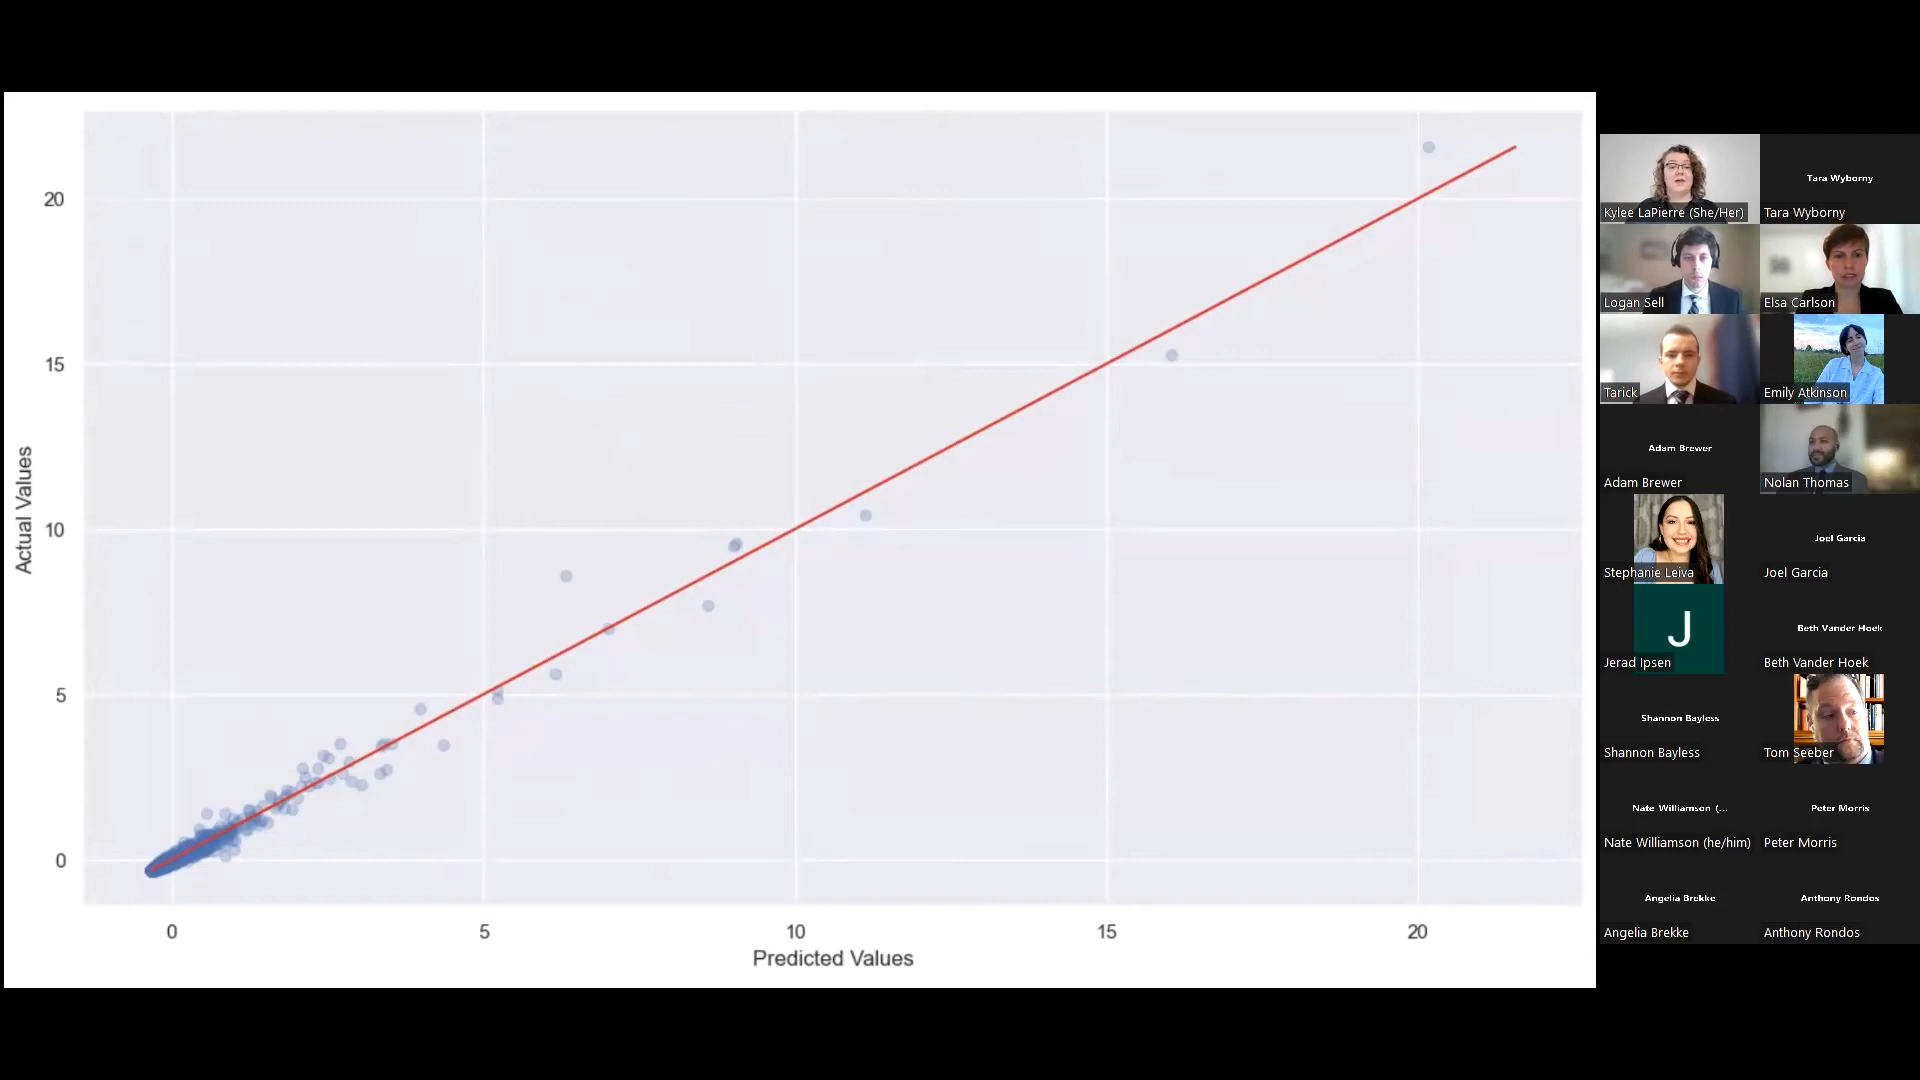 20
15
10
5
0
Actual Values
0
5
10
15
20
Predicted Values
Kylee LaPierre (She/Her)
Tara Wyborny
Tara Wyborny
Logan Sell
Elsa Carlson
Tarick
Emily Atkinson
Adam Brewer
Adam Brewer
Nolan Thomas
Stephanie Leiva
Joel Garcia
Joel Garcia
J
Jerad Ipsen
Beth Vander Hoek
Beth Vander Hoek
Shannon Bayless
Shannon Bayless
Tom Seeber
Nate Williamson (...
Nate Williamson (he/him)
Peter Morris
Peter Morris
Angelia Brekke
Angelia Brekke
Anthony Rondos
Anthony Rondos